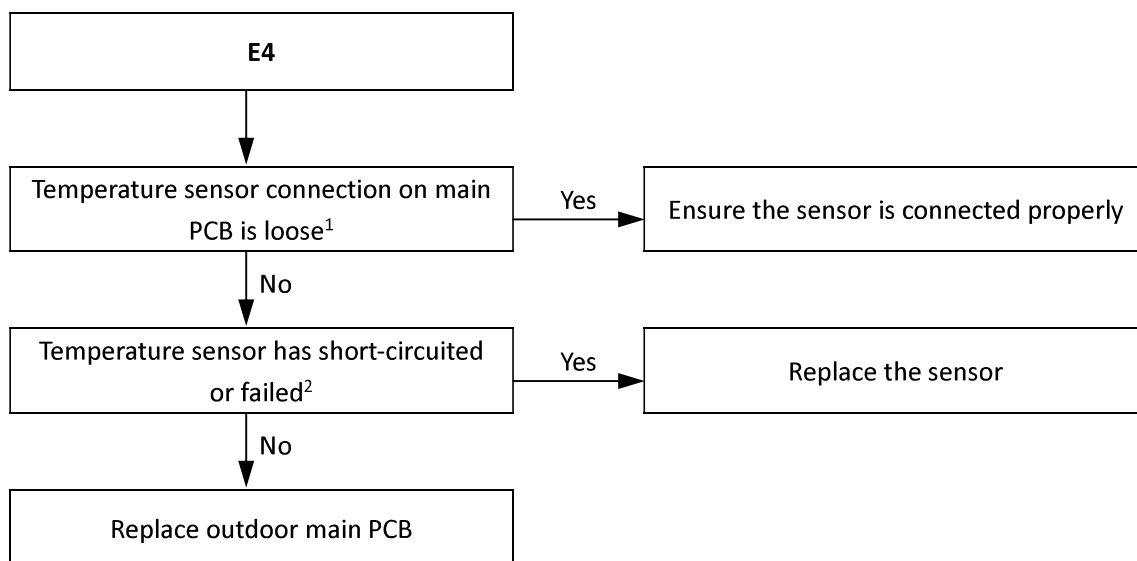 E4
Temperature sensor connection on main
PCB is loose¹
Yes
Ensure the sensor is connected properly
No
Temperature sensor has short-circuited
or failed²
Yes
Replace the sensor
No
Replace outdoor main PCB